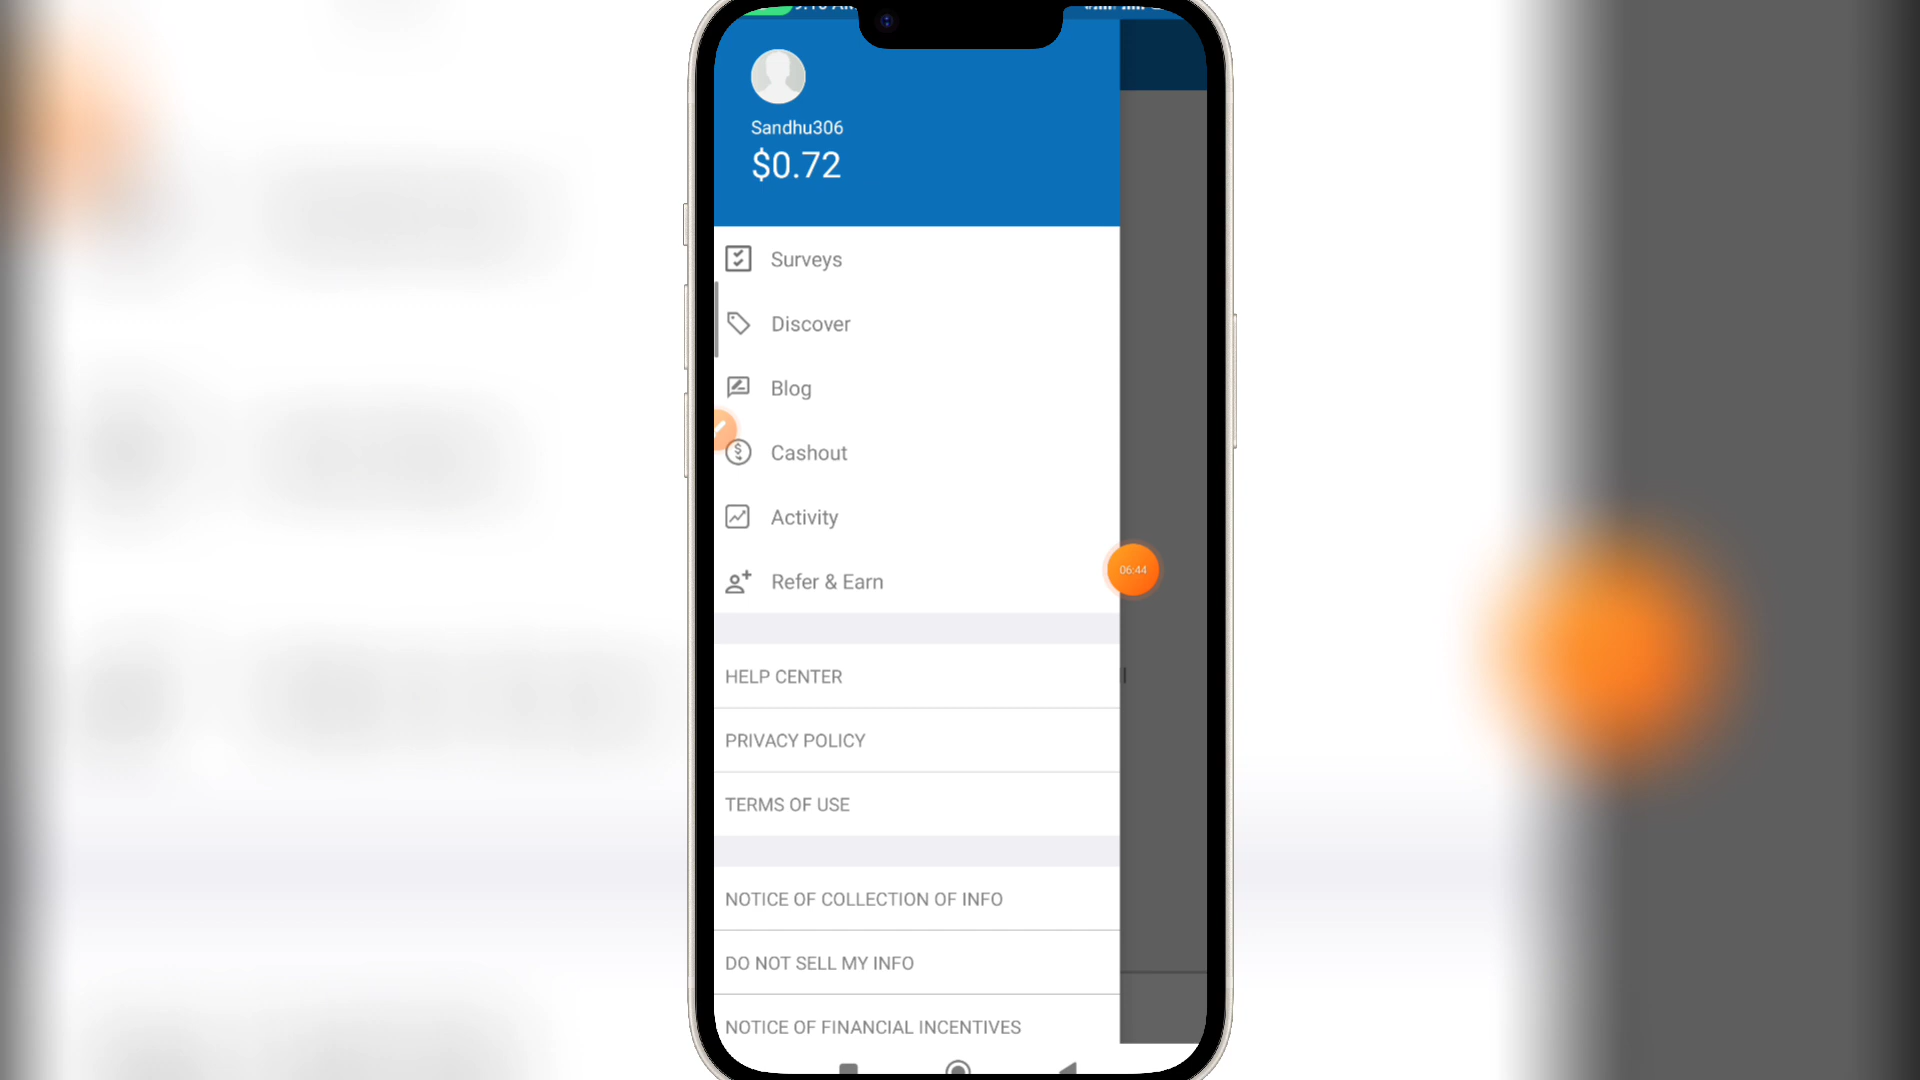 Sandhu306
$0.72
Surveys
Discover
Blog
Cashout
Activity
Refer & Earn
06:44
HELP CENTER
PRIVACY POLICY
TERMS OF USE
NOTICE OF COLLECTION OF INFO
DO NOT SELL MY INFO
NOTICE OF FINANCIAL INCENTIVES